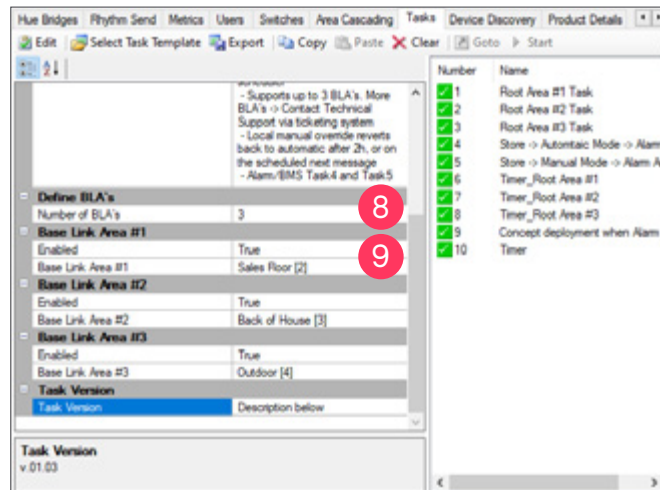 Hue Bridges Rhythm Send Metrics Users Switches Area Cascading Tasks Device Discovery Product Details
Edit Select Task Template Export Copy Paste Clear Goto Start
- Supports up to 3 BLA's. More
BLA's -> Contact Technical
Support via ticketing system
- Local manual override reverts
back to automatic after 2h, or on
the scheduled next message
- Alarm/BMS Task4 and Task5
Define BLA's
Number of BLA's 3
8
Base Link Area #1
Enabled True
9
Base Link Area #1 Sales Floor [2]
Base Link Area #2
Enabled True
Base Link Area #2 Back of House [3]
Base Link Area #3
Enabled True
Base Link Area #3 Outdoor [4]
Task Version
Task Version Description below
Task Version
v.01.03
Number Name
1 Root Area #1 Task
2 Root Area #2 Task
3 Root Area #3 Task
4 Store -> Automtaic Mode -> Alarm
5 Store -> Manual Mode -> Alarm A
6 Timer_Root Area #1
7 Timer_Root Area #2
8 Timer_Root Area #3
9 Concept deployment when Alarm
10 Timer